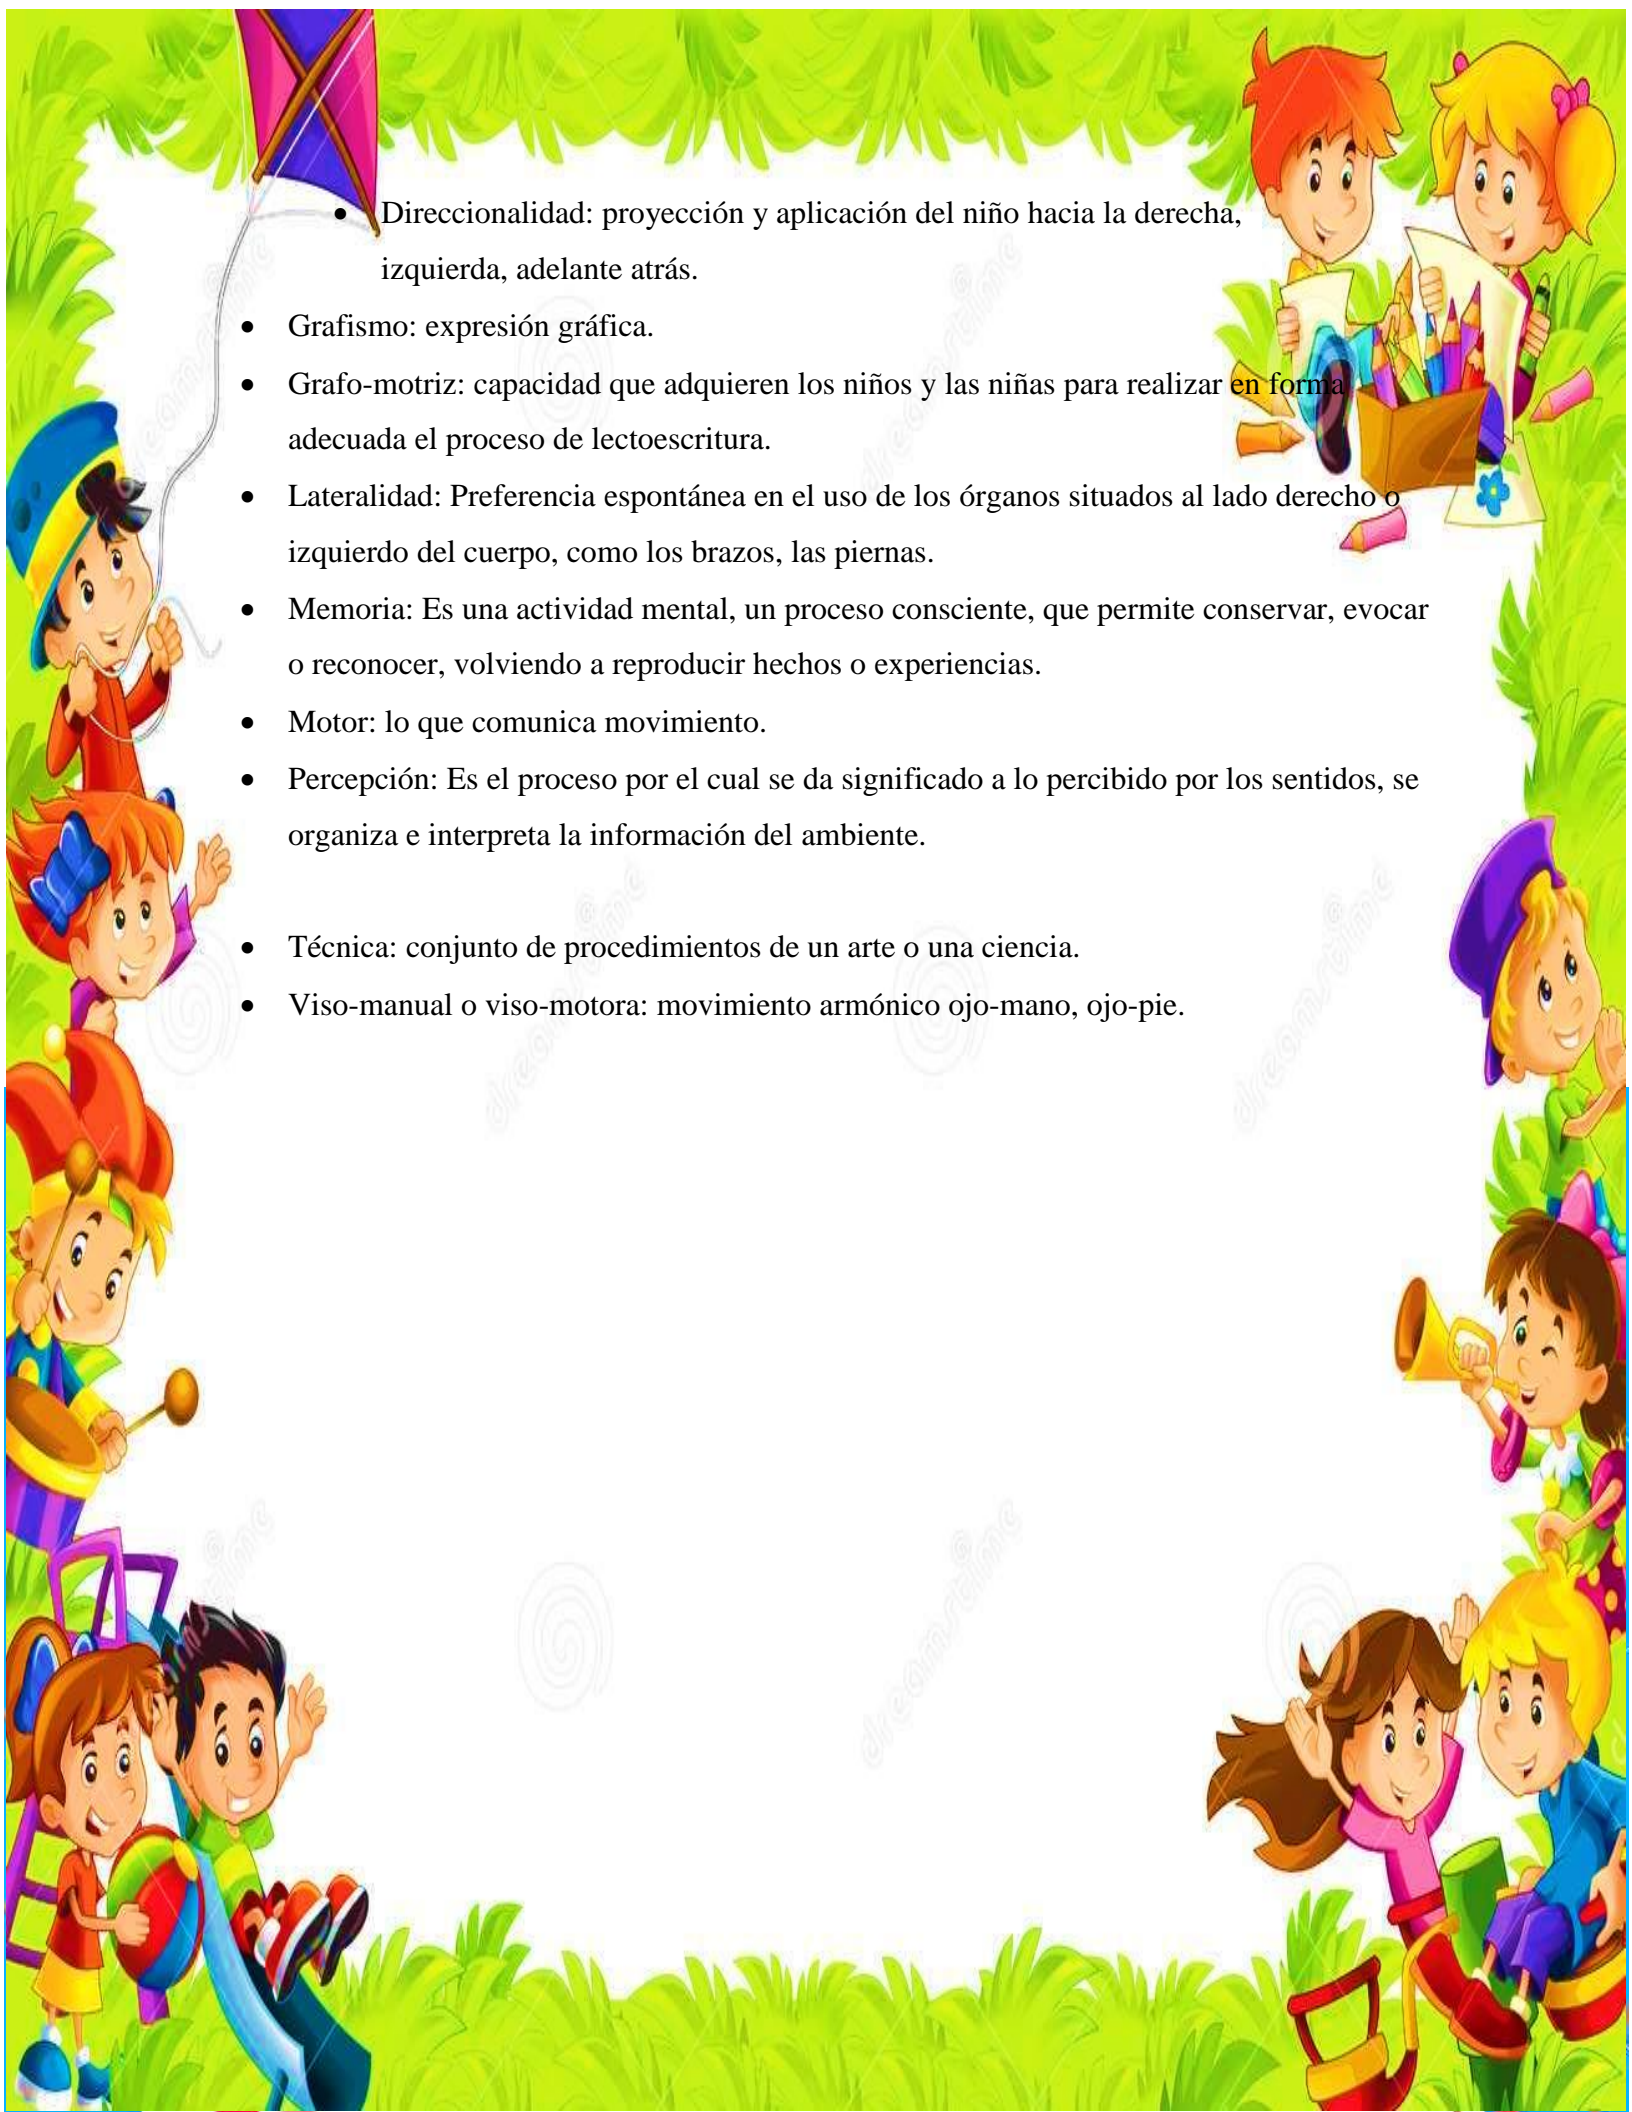 • Direccionalidad: proyección y aplicación del niño hacia la derecha,
izquierda, adelante atrás.
• Grafismo: expresión gráfica.
• Grafo-motriz: capacidad que adquieren los niños y las niñas para realizar en forma
adecuada el proceso de lectoescritura.
• Lateralidad: Preferencia espontánea en el uso de los órganos situados al lado derecho o
izquierdo del cuerpo, como los brazos, las piernas.
• Memoria: Es una actividad mental, un proceso consciente, que permite conservar, evocar
o reconocer, volviendo a reproducir hechos o experiencias.
• Motor: lo que comunica movimiento.
• Percepción: Es el proceso por el cual se da significado a lo percibido por los sentidos, se
organiza e interpreta la información del ambiente.
• Técnica: conjunto de procedimientos de un arte o una ciencia.
• Viso-manual o viso-motora: movimiento armónico ojo-mano, ojo-pie.
dreamstime
dreamstime
dreamstime
dreamstime
dreamstime
dreamstime